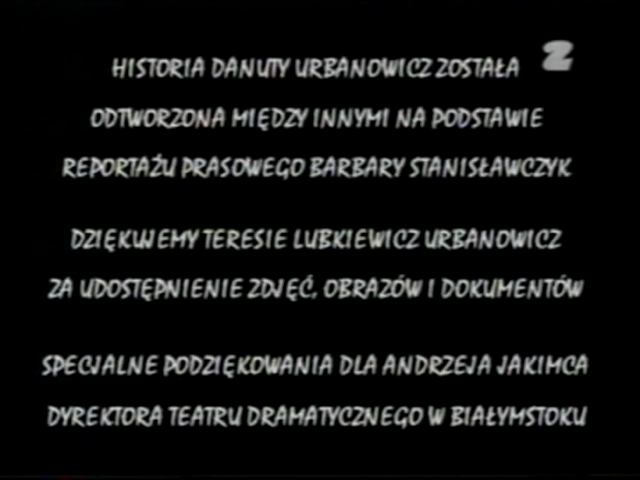 2
HISTORIA DANUTY URBANOWICZ ZOSTAŁA
ODTWORZONA MIĘDZY INNYMI NA PODSTAWIE
REPORTAŻU PRASOWEGO BARBARY STANISŁAWCZYK
DZIĘKUJEMY TERESIE LUBKIEWICZ URBANOWICZ
ZA UDOSTĘPNIENIE ZDJĘĆ, OBRAZÓW I DOKUMENTÓW
SPECJALNE PODZIĘKOWANIA DLA ANDRZEJA JAKIMCA
DYREKTORA TEATRU DRAMATYCZNEGO W BIAŁYMSTOKU